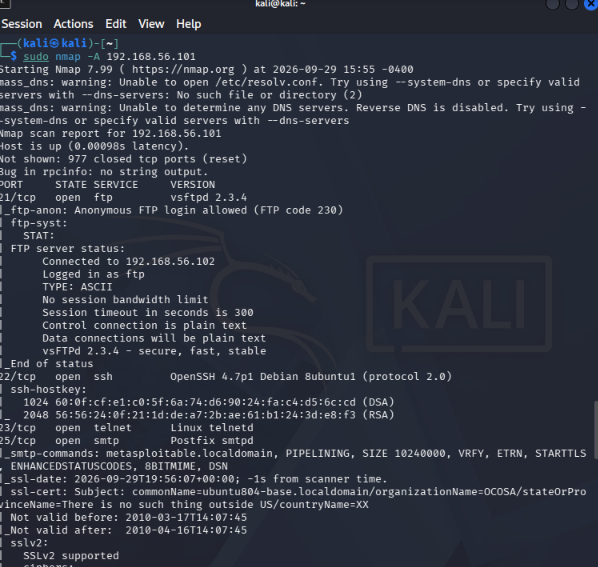 kali@kali: ~
Session Actions Edit View Help
(kali㉿kali)-[~]
$ sudo nmap -A 192.168.56.101
Starting Nmap 7.99 ( https://nmap.org ) at 2026-09-29 15:55 -0400
mass_dns: warning: Unable to open /etc/resolv.conf. Try using --system-dns or specify valid
servers with --dns-servers: No such file or directory (2)
mass_dns: warning: Unable to determine any DNS servers. Reverse DNS is disabled. Try using -
-system-dns or specify valid servers with --dns-servers
Nmap scan report for 192.168.56.101
Host is up (0.00098s latency).
Not shown: 977 closed tcp ports (reset)
Bug in rpcinfo: no string output.
PORT STATE SERVICE VERSION
21/tcp open ftp vsftpd 2.3.4
|_ftp-anon: Anonymous FTP login allowed (FTP code 230)
| ftp-syst:
| STAT:
| FTP server status:
| Connected to 192.168.56.102
| Logged in as ftp
| TYPE: ASCII
| No session bandwidth limit
| Session timeout in seconds is 300
| Control connection is plain text
| Data connections will be plain text
| vsFTPd 2.3.4 - secure, fast, stable
|_End of status
22/tcp open ssh OpenSSH 4.7p1 Debian 8ubuntu1 (protocol 2.0)
| ssh-hostkey:
| 1024 60:0f:cf:e1:c0:5f:6a:74:d6:90:24:fa:c4:d5:6c:cd (DSA)
|_ 2048 56:56:24:0f:21:1d:de:a7:2b:ae:61:b1:24:3d:e8:f3 (RSA)
23/tcp open telnet Linux telnetd
25/tcp open smtp Postfix smtpd
|_smtp-commands: metasploitable.localdomain, PIPELINING, SIZE 10240000, VRFY, ETRN, STARTTLS
, ENHANCEDSTATUSCODES, 8BITMIME, DSN
|_ssl-date: 2026-09-29T19:56:07+00:00; -1s from scanner time.
| ssl-cert: Subject: commonName=ubuntu804-base.localdomain/organizationName=OCOSA/stateOrPro
vinceName=There is no such thing outside US/countryName=XX
| Not valid before: 2010-03-17T14:07:45
|_Not valid after: 2010-04-16T14:07:45
| sslv2:
| SSLv2 supported
| ciphers:
KALI